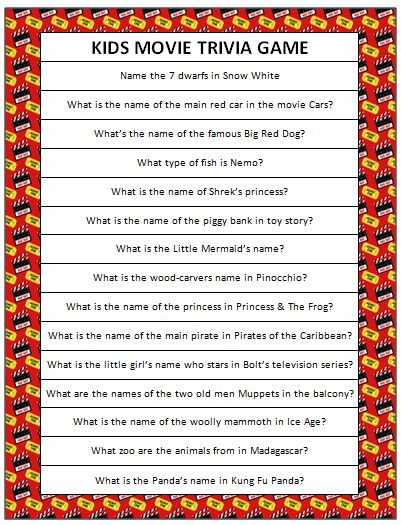 KIDS MOVIE TRIVIA GAME
Name the 7 dwarfs in Snow White
What is the name of the main red car in the movie Cars?
What's the name of the famous Big Red Dog?
What type of fish is Nemo?
What is the name of Shrek's princess?
What is the name of the piggy bank in toy story?
What is the Little Mermaid's name?
What is the wood-carvers name in Pinocchio?
What is the name of the princess in Princess & The Frog?
What is the name of the main pirate in Pirates of the Caribbean?
What is the little girl's name who stars in Bolt's television series?
What are the names of the two old men Muppets in the balcony?
What is the name of the woolly mammoth in Ice Age?
What zoo are the animals from in Madagascar?
What is the Panda's name in Kung Fu Panda?